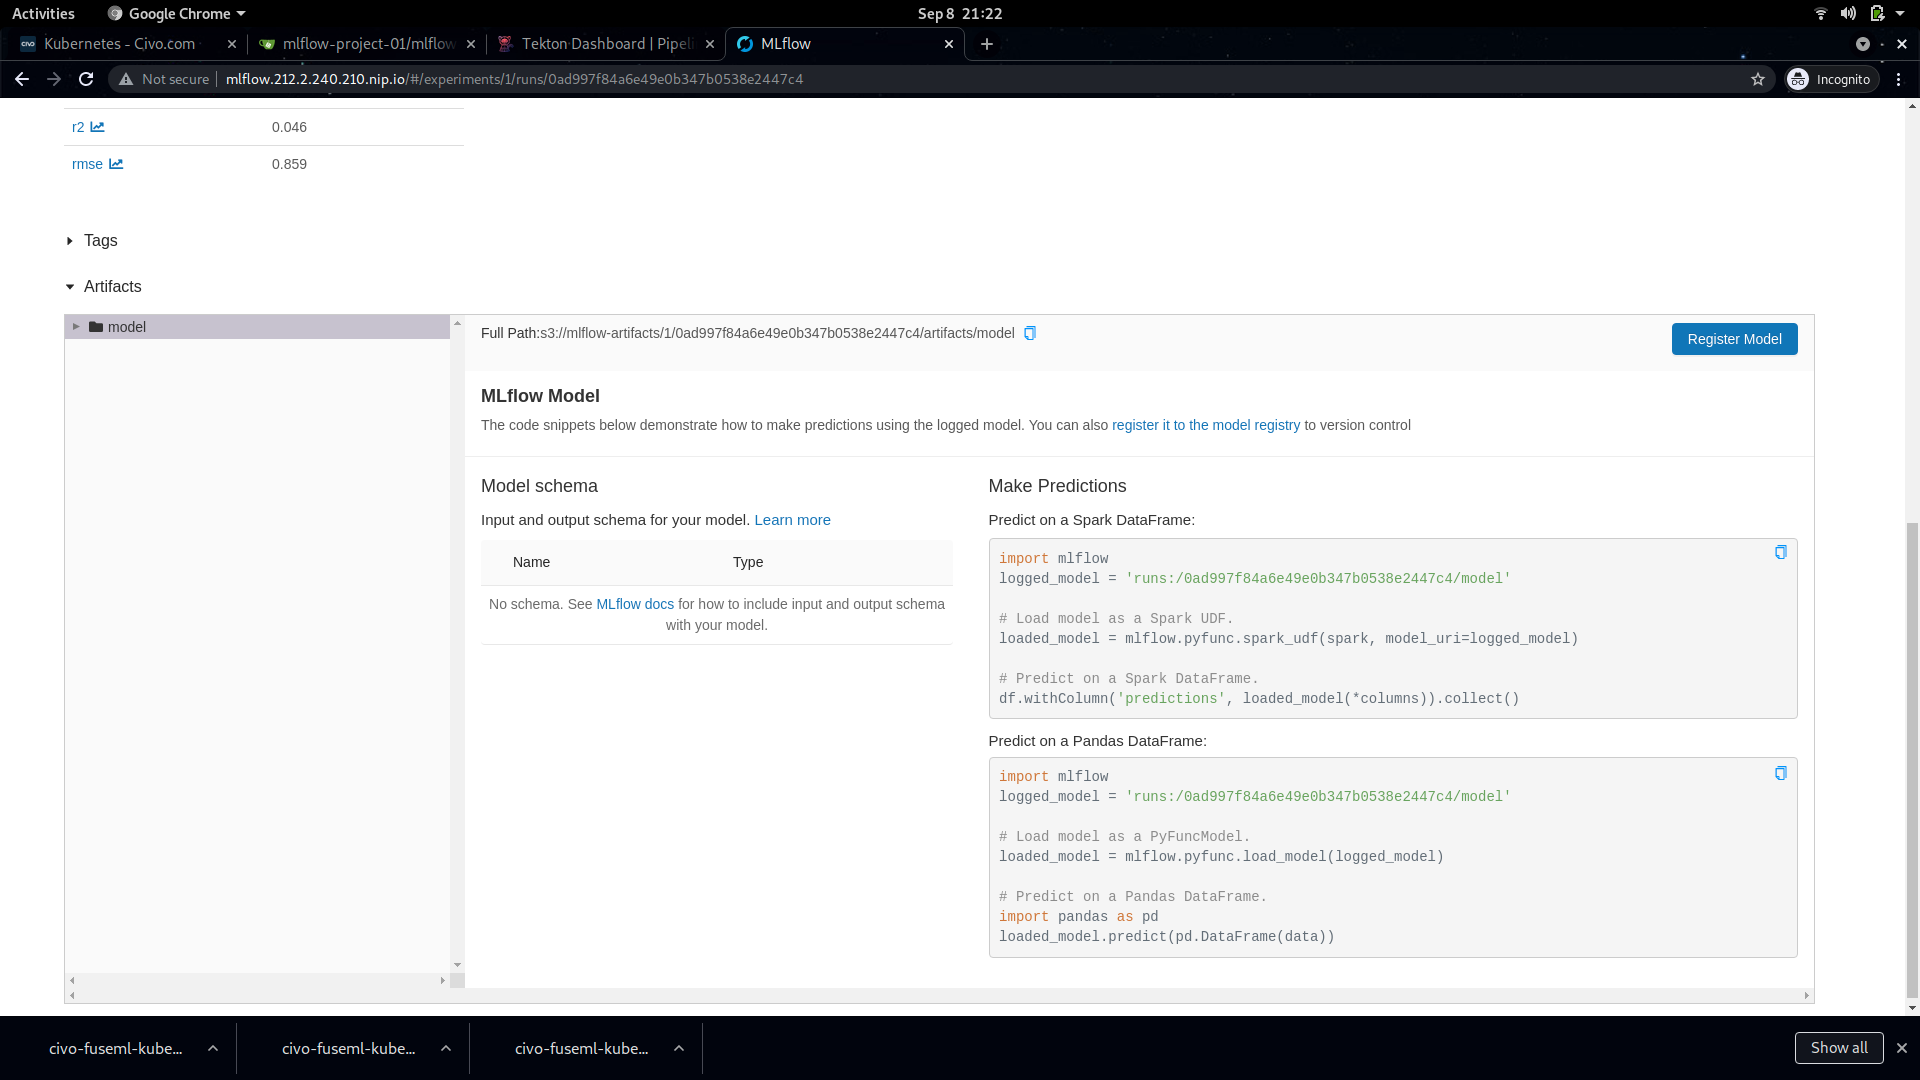 Activities
Google Chrome
Sep 8 21:22
Kubernetes - Civo.com
mlflow-project-01/mlflow
Tekton Dashboard | Pipeli
MLflow
Not secure
mlflow.212.2.240.210.nip.io/#/experiments/1/runs/0ad997f84a6e49e0b347b0538e2447c4
Incognito
r2 0.046
rmse 0.859
Tags
Artifacts
model
Full Path:s3://mlflow-artifacts/1/0ad997f84a6e49e0b347b0538e2447c4/artifacts/model
Register Model
MLflow Model
The code snippets below demonstrate how to make predictions using the logged model. You can also register it to the model registry to version control
Model schema
Input and output schema for your model. Learn more
Name Type
No schema. See MLflow docs for how to include input and output schema
with your model.
Make Predictions
Predict on a Spark DataFrame:
import mlflow
logged_model = 'runs:/0ad997f84a6e49e0b347b0538e2447c4/model'
# Load model as a Spark UDF.
loaded_model = mlflow.pyfunc.spark_udf(spark, model_uri=logged_model)
# Predict on a Spark DataFrame.
df.withColumn('predictions', loaded_model(*columns)).collect()
Predict on a Pandas DataFrame:
import mlflow
logged_model = 'runs:/0ad997f84a6e49e0b347b0538e2447c4/model'
# Load model as a PyFuncModel.
loaded_model = mlflow.pyfunc.load_model(logged_model)
# Predict on a Pandas DataFrame.
import pandas as pd
loaded_model.predict(pd.DataFrame(data))
civo-fuseml-kube...
civo-fuseml-kube...
civo-fuseml-kube...
Show all